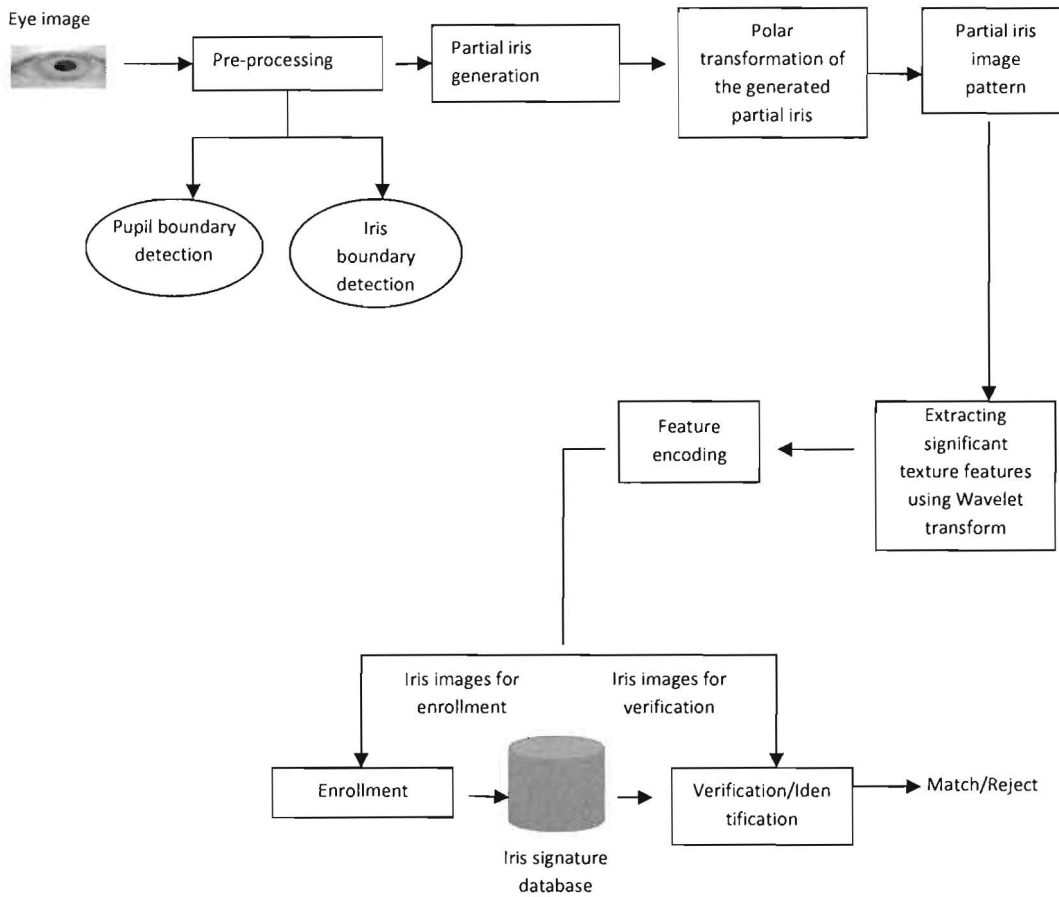 Eye image
Pre-processing
Partial iris
generation
Polar
transformation of
the generated
partial iris
Partial iris
image
pattern
Pupil boundary
detection
Iris
boundary
detection
Extracting
significant
texture features
using Wavelet
transform
Feature
encoding
Iris images for
enrollment
Iris images for
verification
Enrollment
Iris signature
database
Verification/Iden
tification
Match/Reject